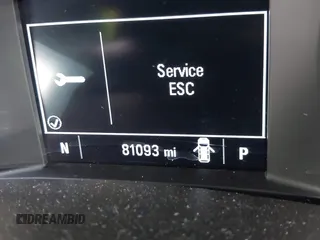 Service
ESC
N 81093 mi P
DREAMBID